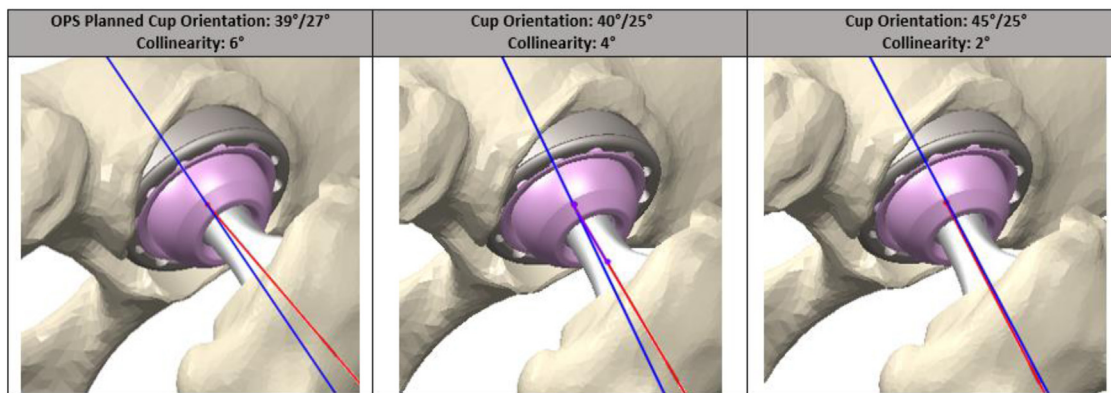 OPS Planned Cup Orientation: 39°/27°
Collinearity: 6°
Cup Orientation: 40°/25°
Collinearity: 4°
Cup Orientation: 45°/25°
Collinearity: 2°